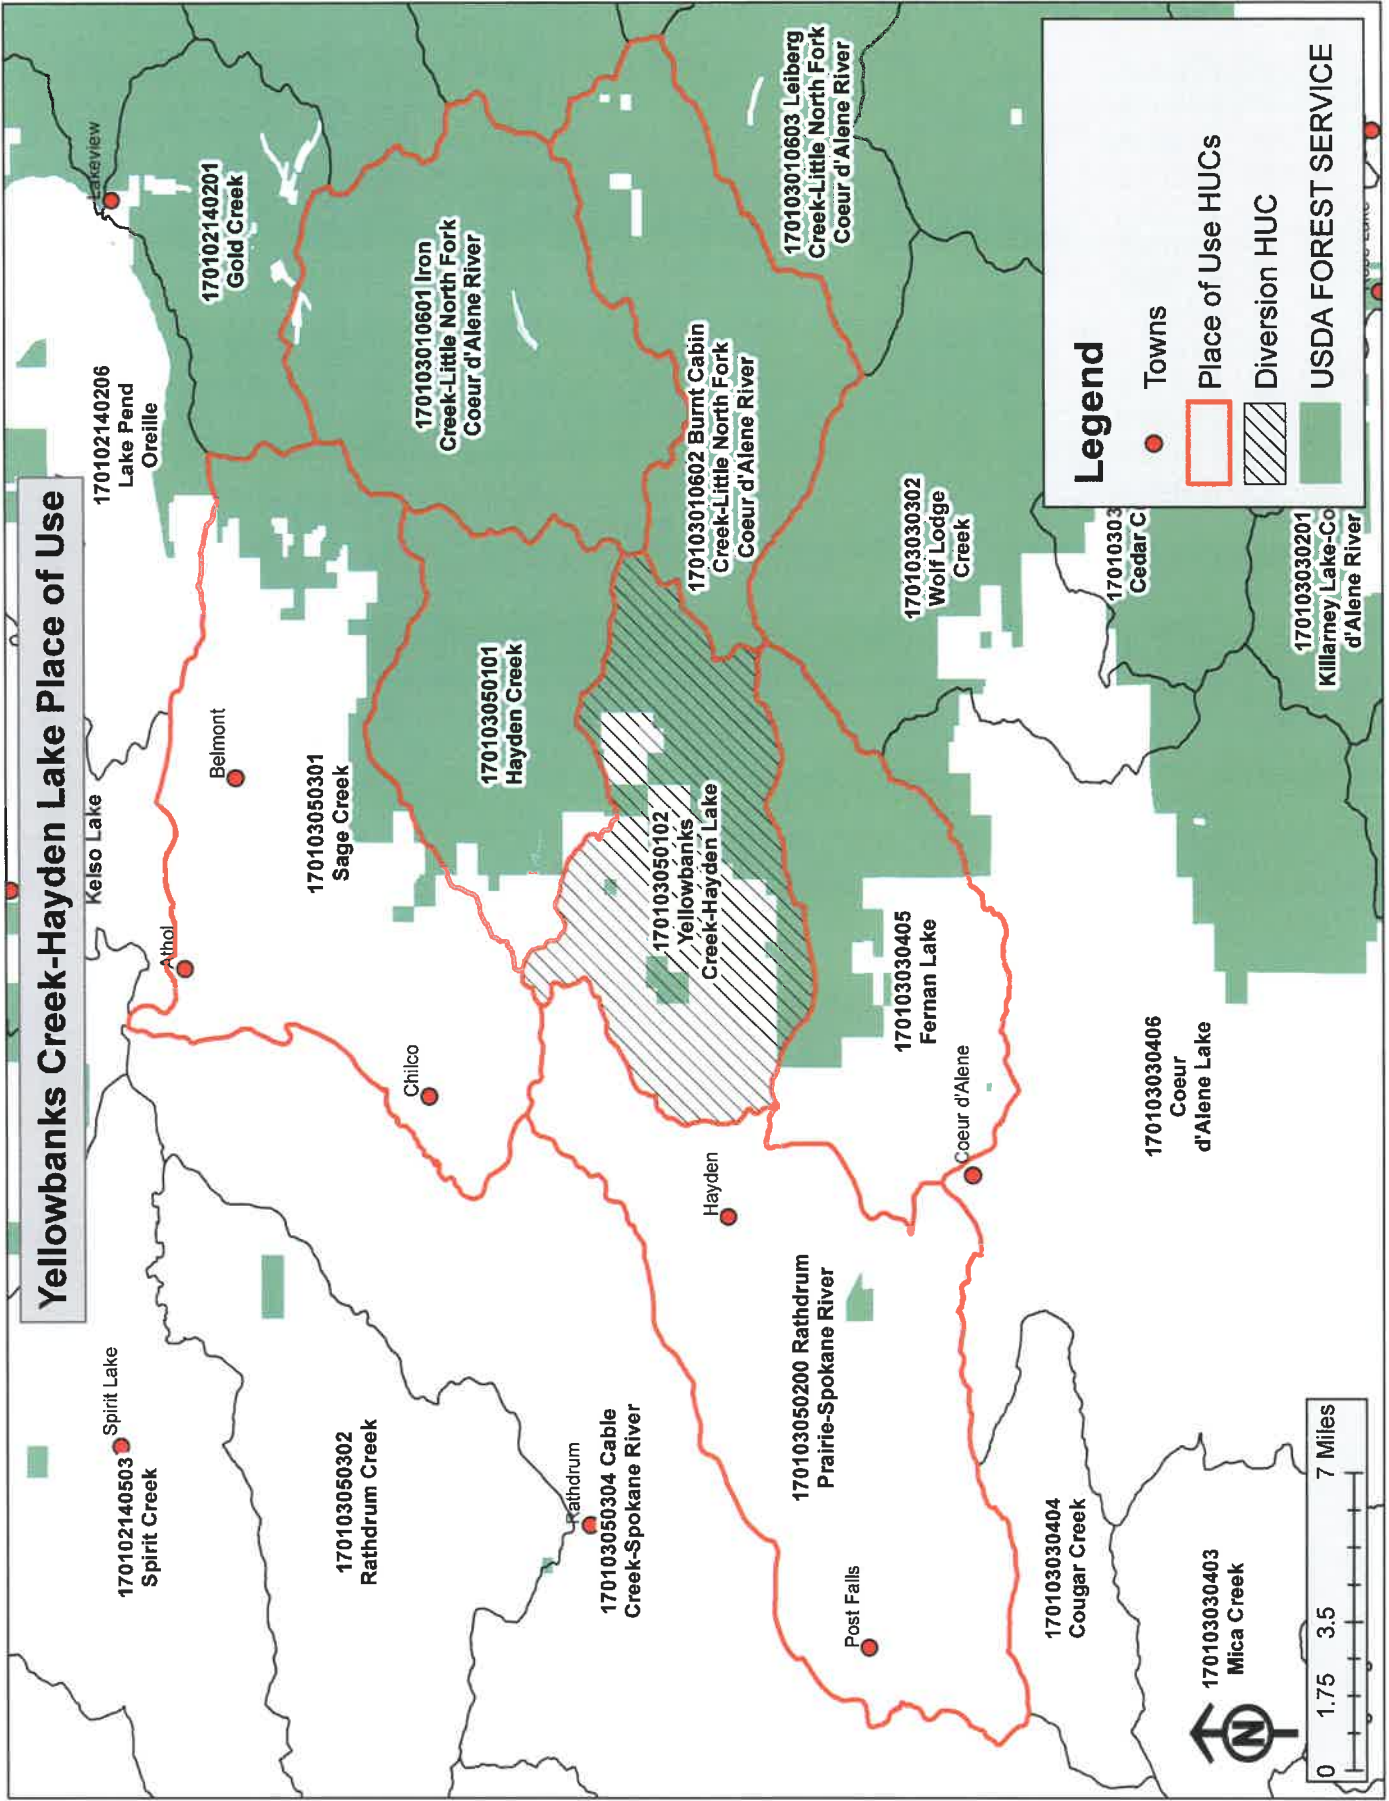 Yellowbanks Creek-Hayden Lake Place of Use
Kelso Lake
Lakeview
170102140206
Lake Pend
Oreille
Spirit Lake
170102140503
Spirit Creek
Athol
Belmont
170102140201
Gold Creek
170103050301
Sage Creek
170103050302
Rathdrum Creek
Chilco
170103010601 Iron
Creek-Little North Fork
Coeur d'Alene River
170103050101
Hayden Creek
Rathdrum
170103050304 Cable
Creek-Spokane River
170103050102
Yellowbanks
Creek-Hayden Lake
170103010602 Burnt Cabin
Creek-Little North Fork
Coeur d'Alene River
Hayden
170103010603 Leiberg
Creek-Little North Fork
Coeur d'Alene River
170103050200 Rathdrum
Prairie-Spokane River
Post Falls
170103030405
Fernan Lake
170103030302
Wolf Lodge
Creek
Coeur d'Alene
170103030404
Cougar Creek
170103030406
Coeur
d'Alene Lake
17010303
Cedar C
170103030403
Mica Creek
170103030201
Killarney Lake-Co
d'Alene River
Legend
Towns
Place of Use HUCs
Diversion HUC
USDA FOREST SERVICE
N
0 1.75 3.5 7 Miles